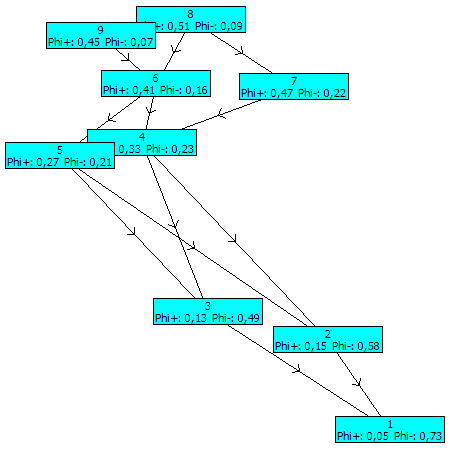 8
: 0,51 Phi-: 0,09
9
Phi+: 0,45 Phi-: 0,07
6
Phi+: 0,41 Phi-: 0,16
7
Phi+: 0,47 Phi-: 0,22
4
0,33 Phi-: 0,23
5
Phi+: 0,27 Phi-: 0,21
3
Phi+: 0,13 Phi-: 0,49
2
Phi+: 0,15 Phi-: 0,58
1
Phi+: 0,05 Phi-: 0,73